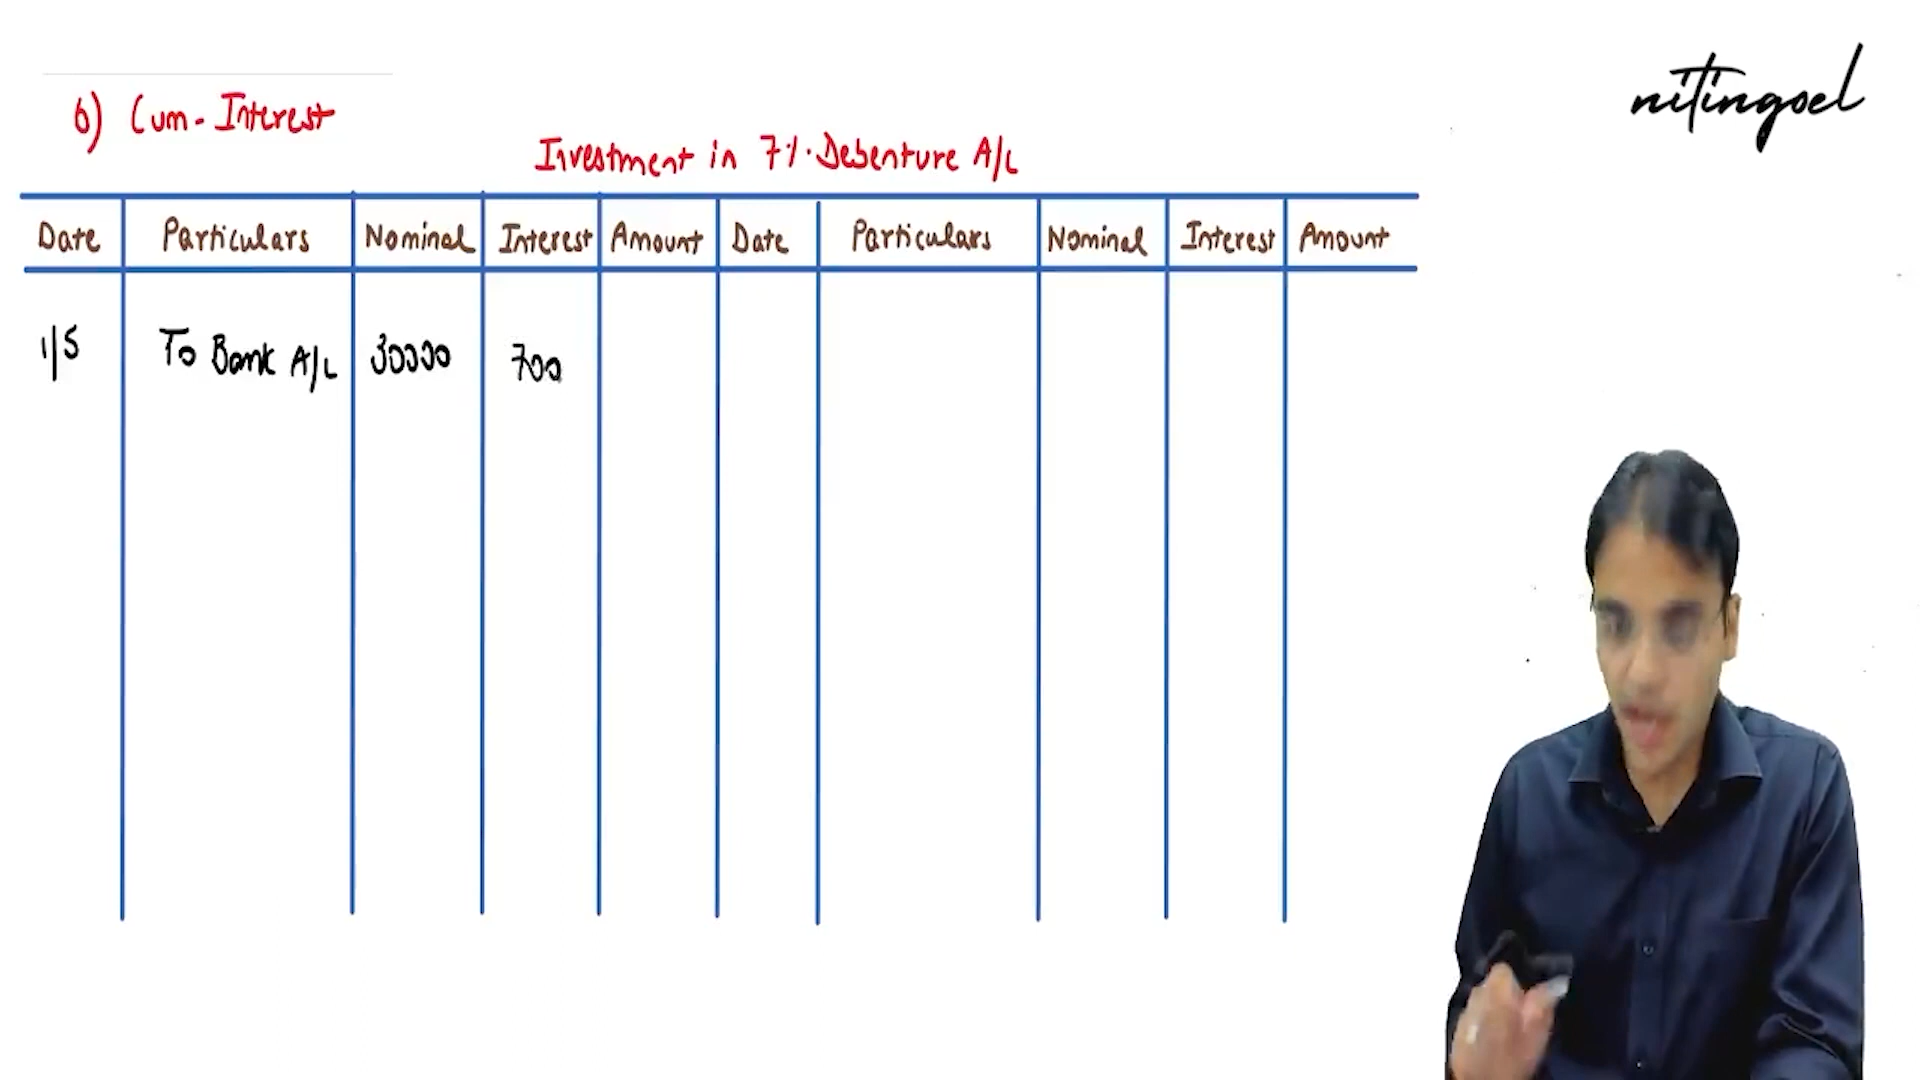 nitingoel
b) Cum-Interest
Investment in 7% Debenture A/c
Date Particulars Nominal Interest Amount Date Particulars Nominal Interest Amount
1/5 To Bank A/c 30000 700